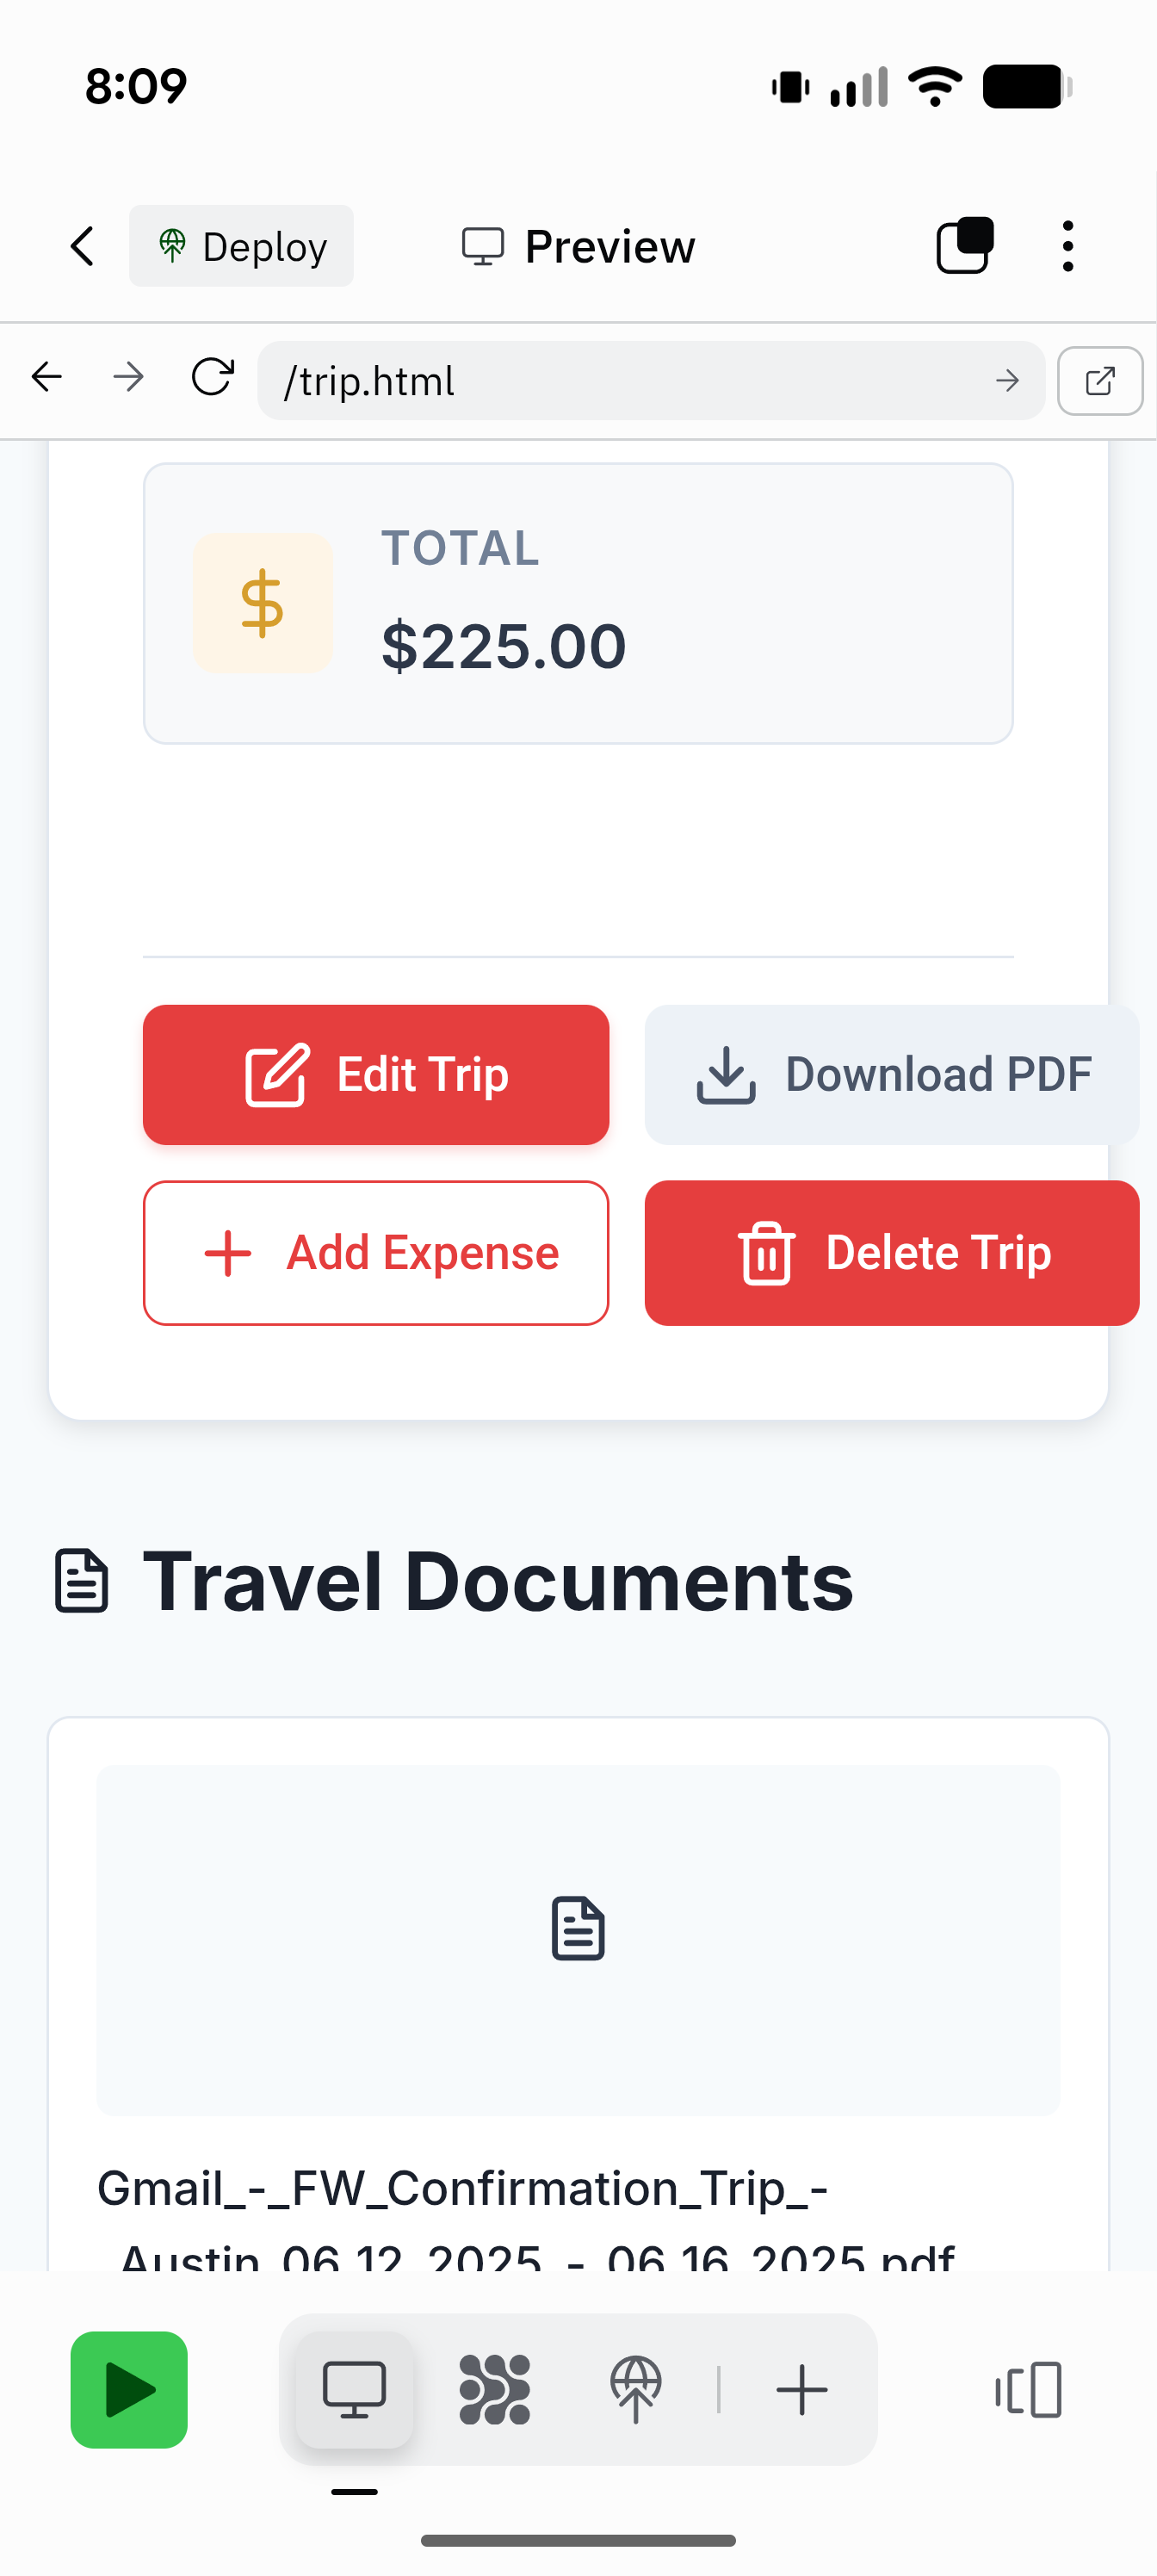 8:09
Deploy
Preview
/trip.html
TOTAL
$225.00
Edit Trip
Download PDF
Add Expense
Delete Trip
Travel Documents
Gmail_-_FW_Confirmation_Trip_-
_Austin_06_12_2025_-_06_16_2025.pdf